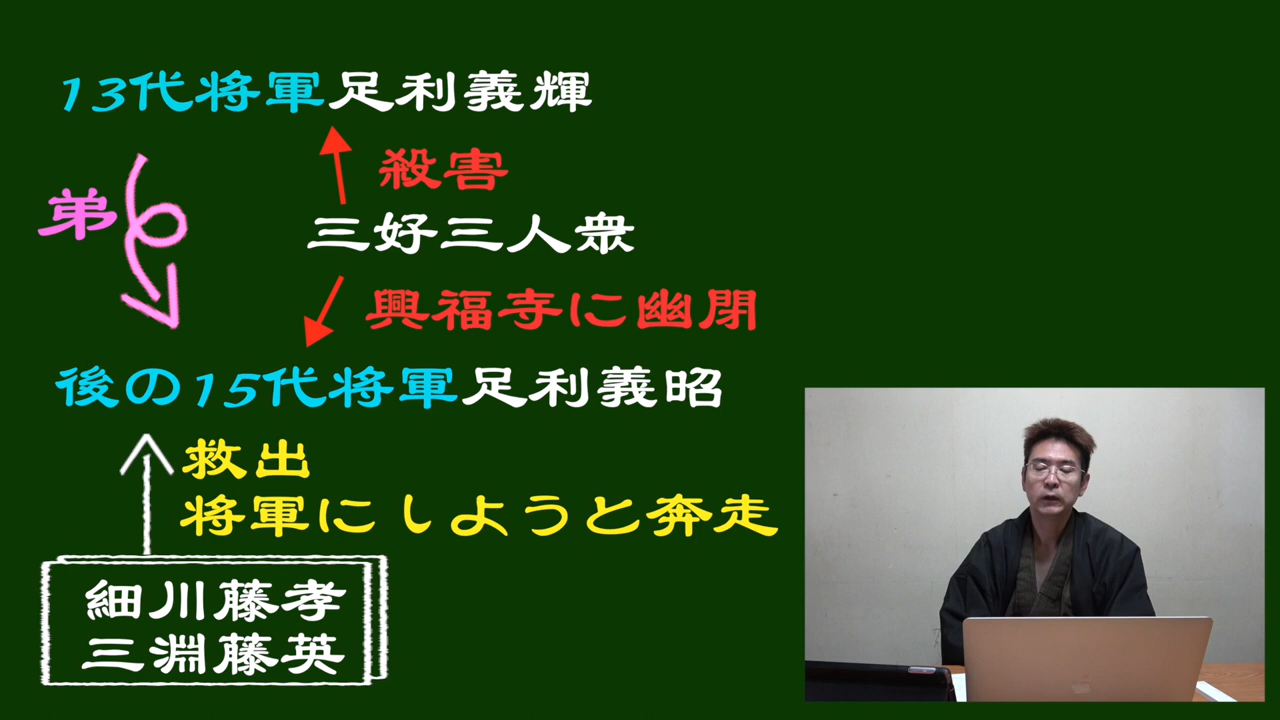 13代将軍足利義輝
殺害
弟
三好三人衆
興福寺に幽閉
後の15代将軍足利義昭
救出
将軍にしようと奔走
細川藤孝
三淵藤英